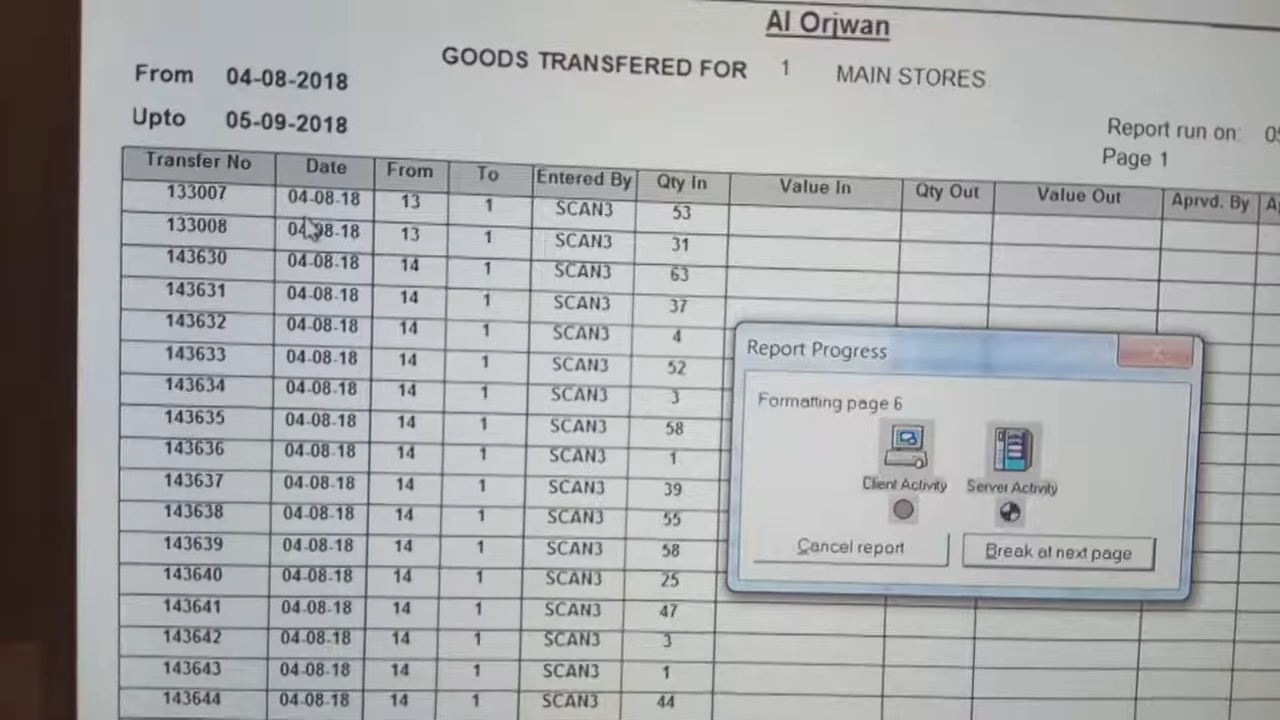 Al Orjwan
GOODS TRANSFERED FOR 1 MAIN STORES
From 04-08-2018
Upto 05-09-2018
Report run on:
Page 1
Transfer No Date From To Entered By Qty In Value In Qty Out Value Out Aprvd. By
133007 04-08-18 13 1 SCAN3 53
133008 04-08-18 13 1 SCAN3 31
143630 04-08-18 14 1 SCAN3 63
143631 04-08-18 14 1 SCAN3 37
143632 04-08-18 14 1 SCAN3 4
143633 04-08-18 14 1 SCAN3 52
143634 04-08-18 14 1 SCAN3 3
143635 04-08-18 14 1 SCAN3 58
143636 04-08-18 14 1 SCAN3 1
143637 04-08-18 14 1 SCAN3 39
143638 04-08-18 14 1 SCAN3 55
143639 04-08-18 14 1 SCAN3 58
143640 04-08-18 14 1 SCAN3 25
143641 04-08-18 14 1 SCAN3 47
143642 04-08-18 14 1 SCAN3 3
143643 04-08-18 14 1 SCAN3 1
143644 04-08-18 14 1 SCAN3 44
Report Progress
Formatting page 6
Client Activity Server Activity
Cancel report Break at next page